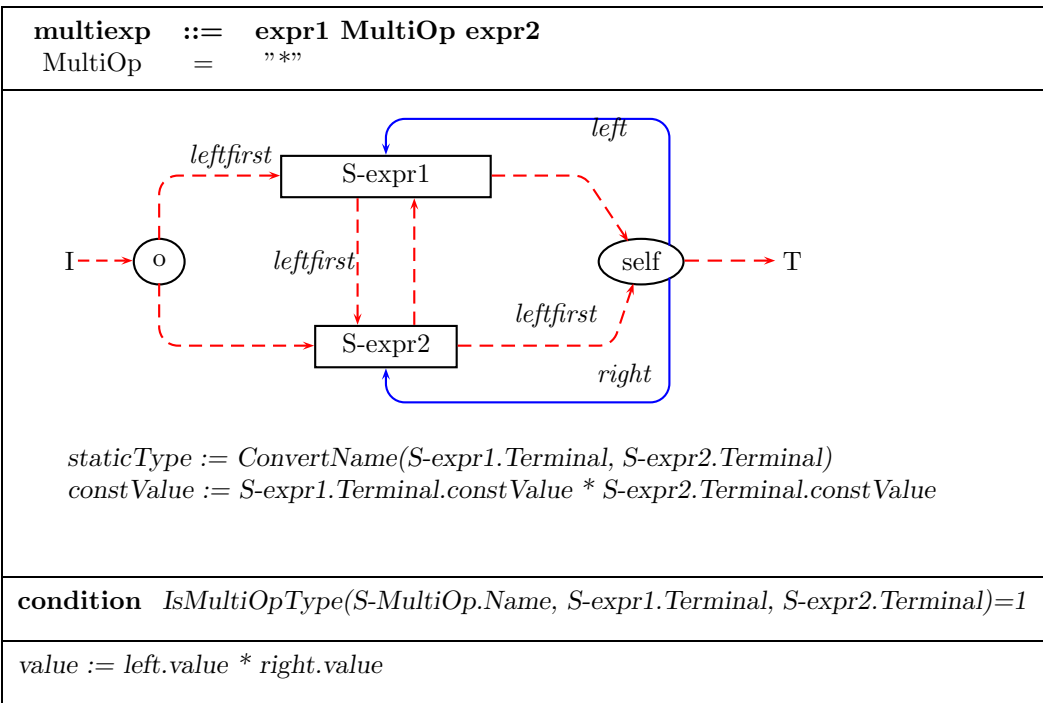 multiexp ::= expr1 MultiOp expr2
MultiOp = ”*”
left
leftfirst
S-expr1
I
o
leftfirst
self
T
leftfirst
S-expr2
right
staticType := ConvertName(S-expr1.Terminal, S-expr2.Terminal)
constValue := S-expr1.Terminal.constValue * S-expr2.Terminal.constValue
condition IsMultiOpType(S-MultiOp.Name, S-expr1.Terminal, S-expr2.Terminal)=1
value := left.value * right.value